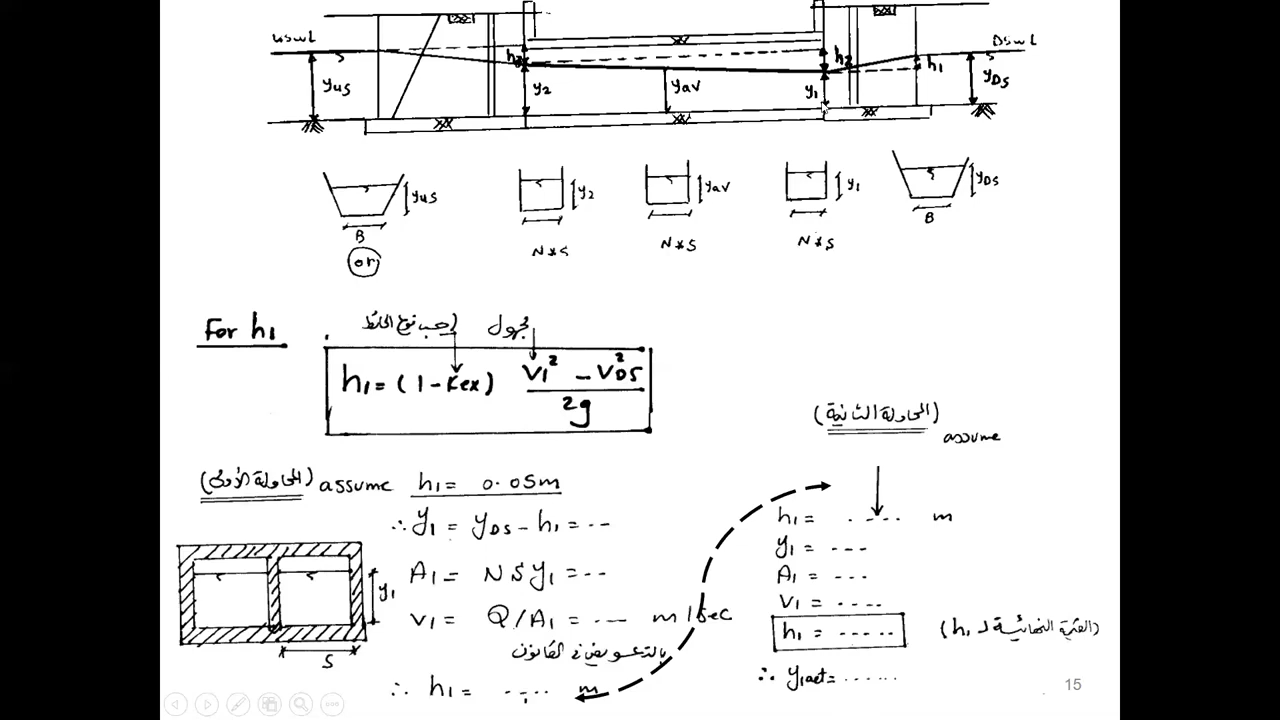 USWL
DSWL
h3
h2
h1
yus
y2
yav
y1
yDS
yus
y2
yav
y1
yDS
B
N*S
N*S
N*S
B
or
For h1
(حسب نوع الحائط
مجهول
h1 = (1 - Kex) V1² - VDS² / 2g
(المحاولة الثانية)
assume
(المحاولة الأولى) assume h1 = 0.05m
∴ y1 = yDS - h1 = --
A1 = N S y1 = --
V1 = Q/A1 = --- m/sec
بالتعويض فى القانون
∴ h1 = ..... m
y1
S
h1 = ..... m
y1 = ---
A1 = ---
V1 = ----
h1 = ----- (القيمة النهائية لـ h1)
∴ y1act = ......
15